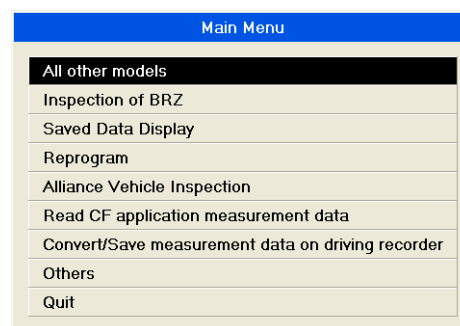 Main Menu
All other models
Inspection of BRZ
Saved Data Display
Reprogram
Alliance Vehicle Inspection
Read CF application measurement data
Convert/Save measurement data on driving recorder
Others
Quit